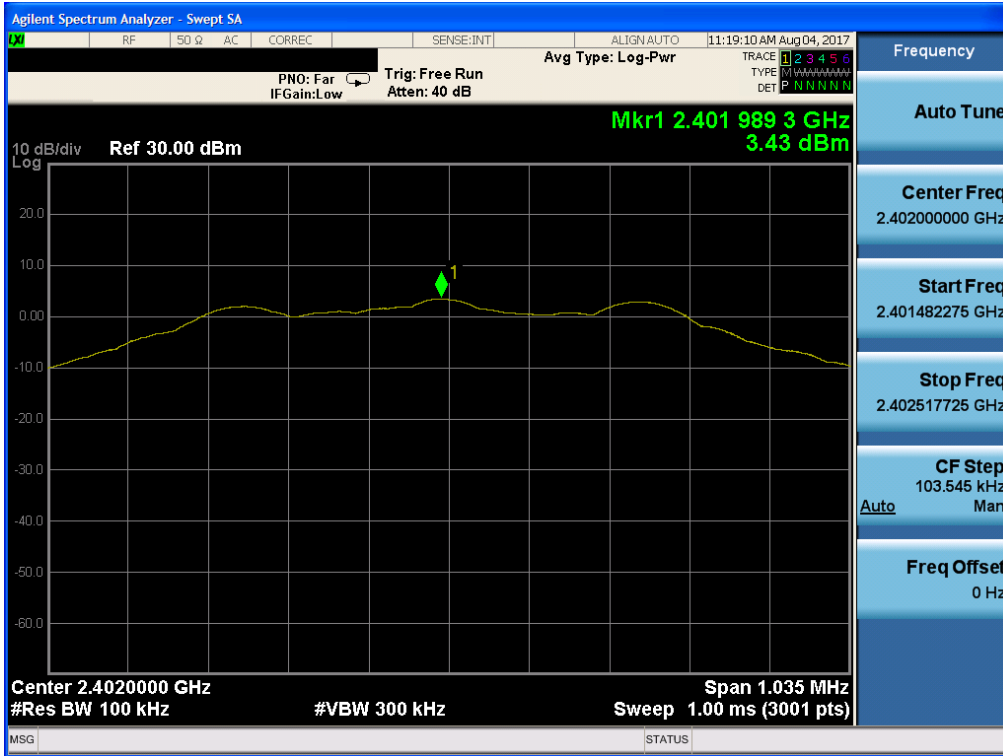 Agilent Spectrum Analyzer - Swept SA
LXI RF 50 Ω AC CORREC SENSE:INT ALIGN AUTO 11:19:10 AM Aug 04, 2017
Frequency
Avg Type: Log-Pwr
TRACE 1 2 3 4 5 6
PNO: Far Trig: Free Run
TYPE M WWWWW
IFGain:Low Atten: 40 dB
DET P N N N N N
Auto Tune
Mkr1 2.401 989 3 GHz
3.43 dBm
10 dB/div Ref 30.00 dBm
Log
20.0
10.0
0.00
-10.0
-20.0
-30.0
-40.0
-50.0
-60.0
1
Center Freq
2.402000000 GHz
Start Freq
2.401482275 GHz
Stop Freq
2.402517725 GHz
CF Step
103.545 kHz
Auto Man
Freq Offset
0 Hz
Center 2.4020000 GHz Span 1.035 MHz
#Res BW 100 kHz #VBW 300 kHz Sweep 1.00 ms (3001 pts)
MSG STATUS